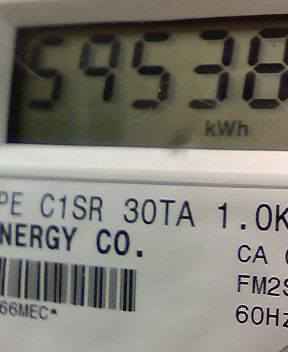 59538
kWh
PE C1SR 30TA 1.0K
NERGY CO.
CA
FM2S
66MEC*
60Hz